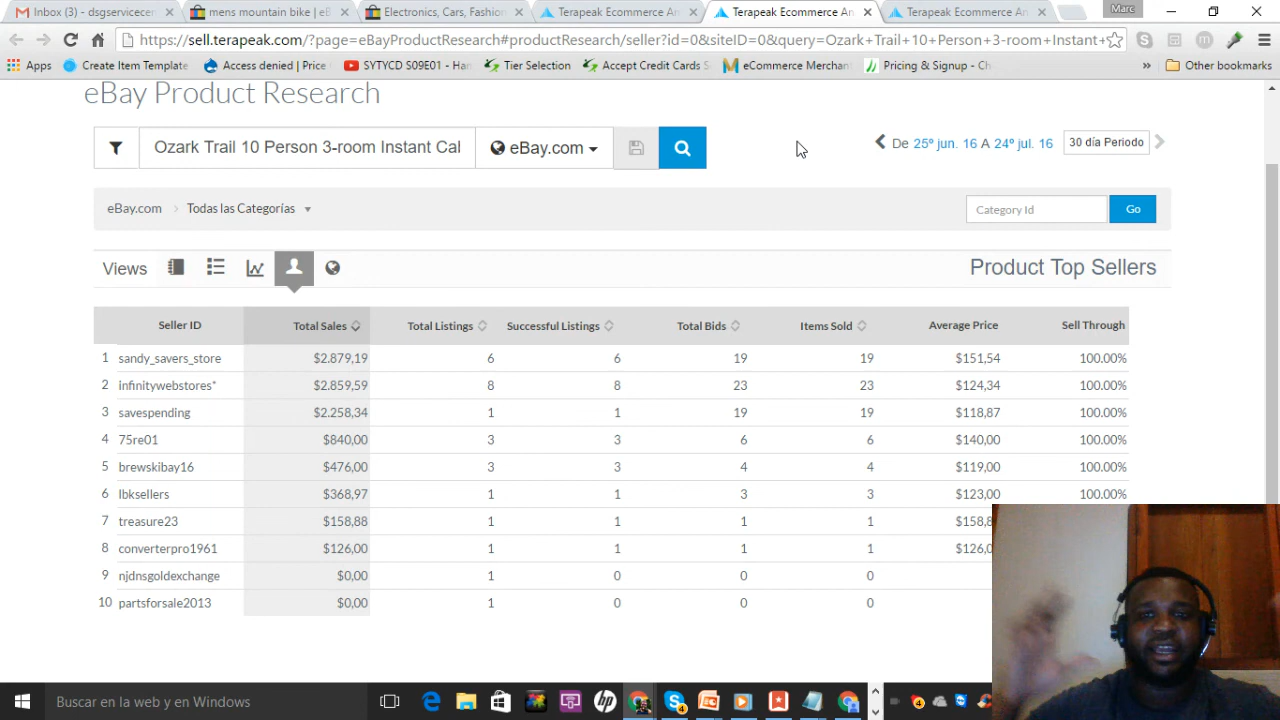 Inbox (3) - dsgservicecer
mens mountain bike | eB
Electronics, Cars, Fashion
Terapeak Ecommerce An
Terapeak Ecommerce An
Terapeak Ecommerce An
Marc
https://sell.terapeak.com/?page=eBayProductResearch#productResearch/seller?id=0&siteID=0&query=Ozark+Trail+10+Person+3-room+Instant+
Apps
Create Item Template
Access denied | Price
SYTYCD S09E01 - Han
Tier Selection
Accept Credit Cards
eCommerce Merchan
Pricing & Signup - Ch
»
Other bookmarks
eBay Product Research
Ozark Trail 10 Person 3-room Instant Cal
eBay.com
De 25º jun. 16 A 24º jul. 16
30 día Periodo
eBay.com > Todas las Categorías
Category Id
Go
Views
Product Top Sellers
Seller ID Total Sales Total Listings Successful Listings Total Bids Items Sold Average Price Sell Through
1 sandy_savers_store $2.879,19 6 6 19 19 $151,54 100.00%
2 infinitywebstores* $2.859,59 8 8 23 23 $124,34 100.00%
3 savespending $2.258,34 1 1 19 19 $118,87 100.00%
4 75re01 $840,00 3 3 6 6 $140,00 100.00%
5 brewskibay16 $476,00 3 3 4 4 $119,00 100.00%
6 lbksellers $368,97 1 1 3 3 $123,00 100.00%
7 treasure23 $158,88 1 1 1 1 $158,8
8 converterpro1961 $126,00 1 1 1 1 $126,0
9 njdnsgoldexchange $0,00 1 0 0 0
10 partsforsale2013 $0,00 1 0 0 0
Buscar en la web y en Windows